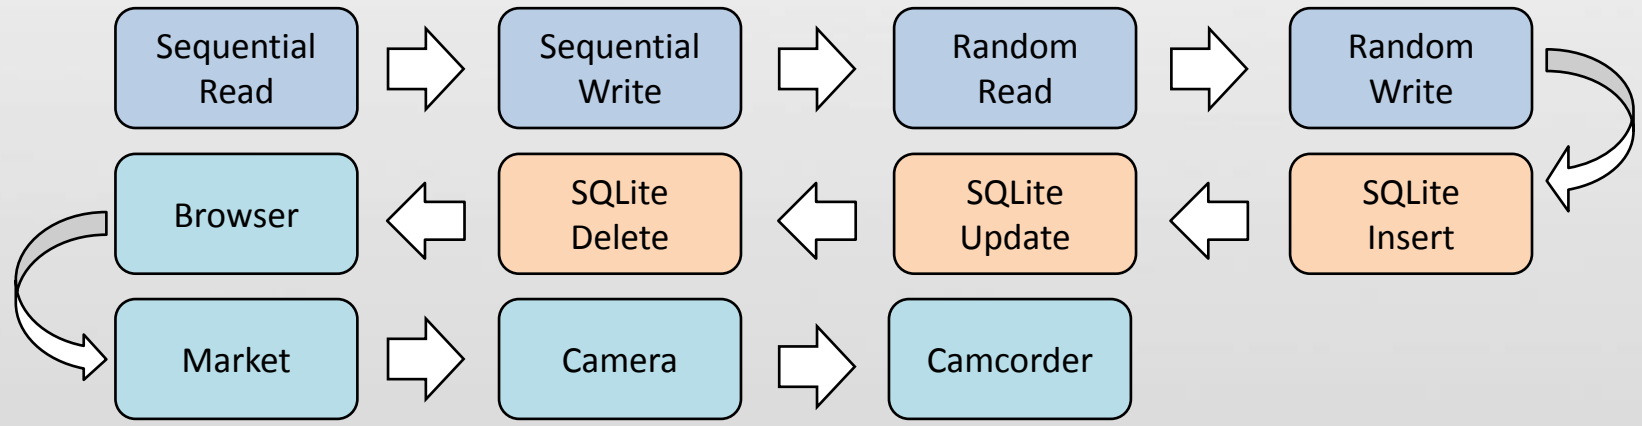 Sequential
Read
Sequential
Write
Random
Read
Random
Write
Browser
SQLite
Delete
SQLite
Update
SQLite
Insert
Market
Camera
Camcorder